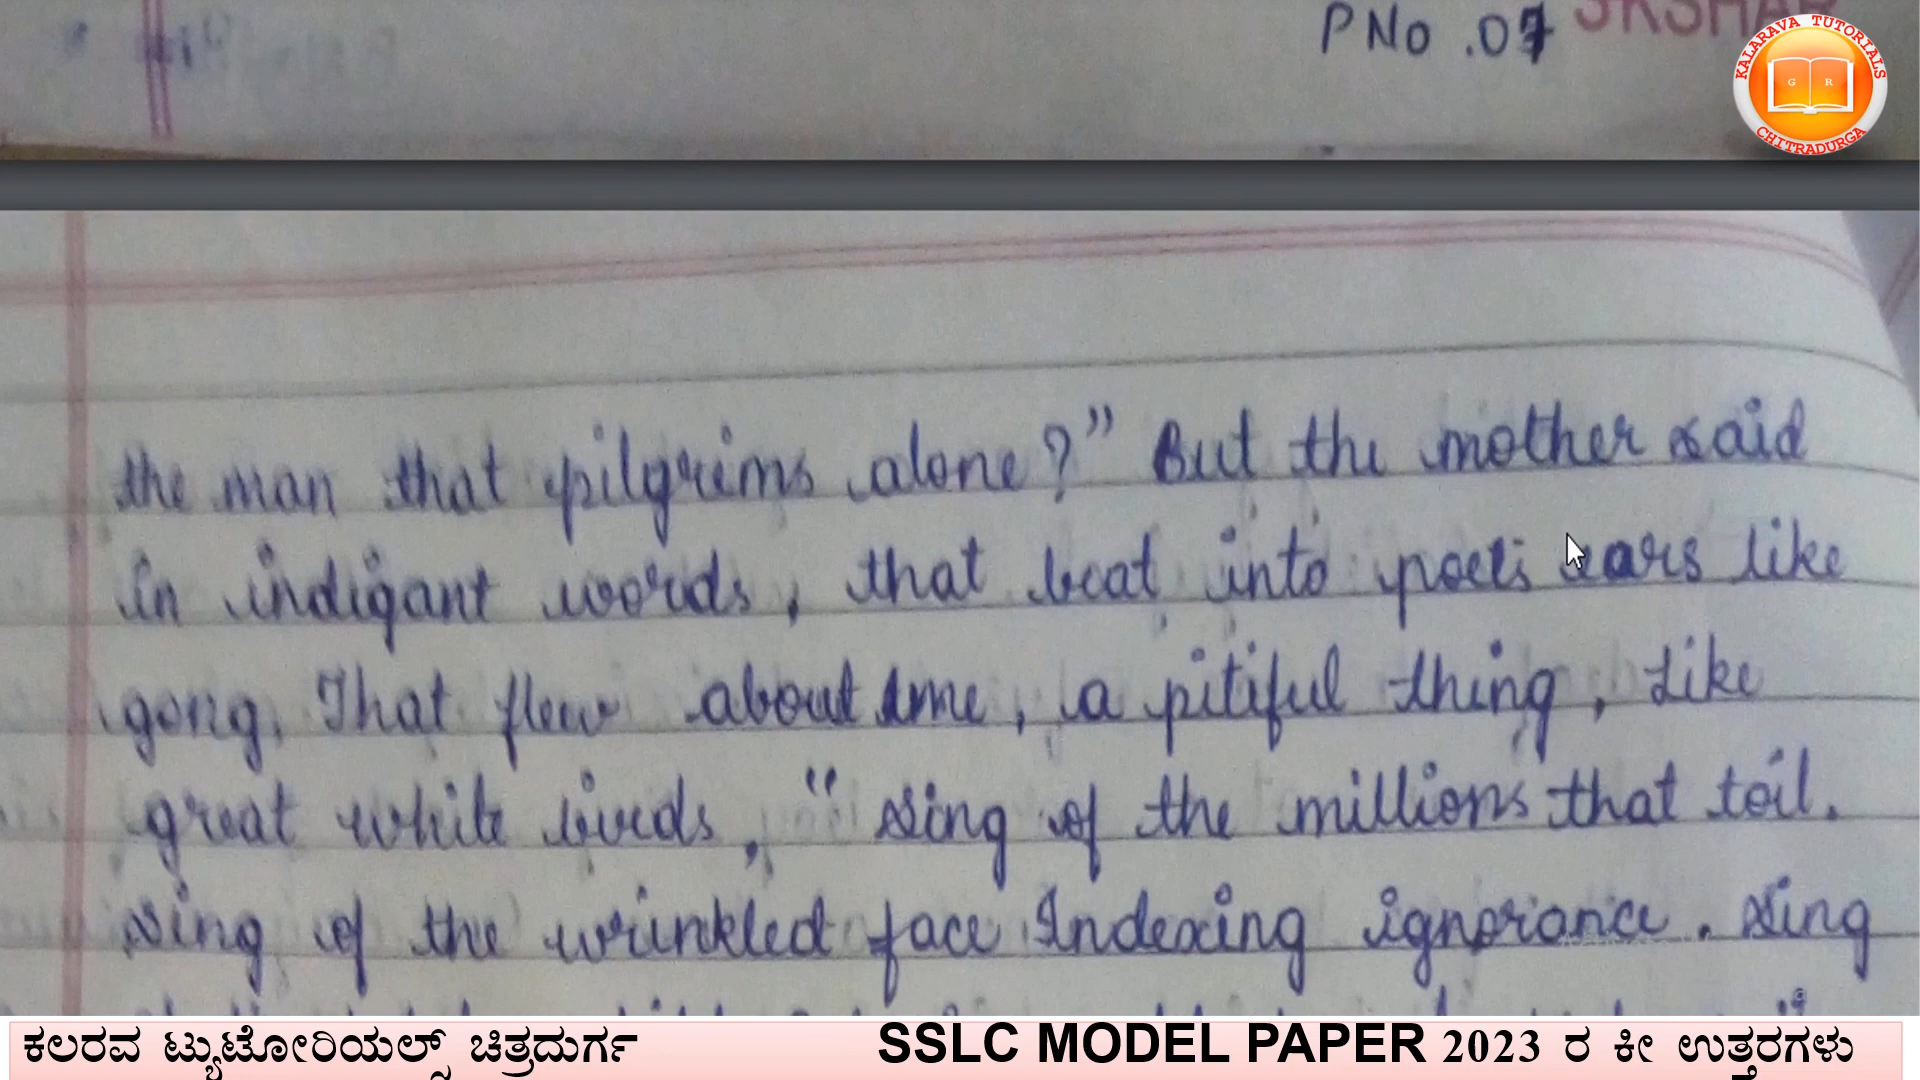 PNo .07
KALARAVA TUTORIALS
G R
CHITRADURGA
the man that pilgrims alone?" But the mother said
in indigant words, that beat into poets ears like
gong. That flew about me, a pitiful thing, Like
great white birds, "Sing of the millions that toil.
Sing of the wrinkled face Indexing ignorance. Sing
ಕಲರವ ಟ್ಯುಟೋರಿಯಲ್ಸ್ ಚಿತ್ರದುರ್ಗ
SSLC MODEL PAPER 2023 ರ ಕೀ ಉತ್ತರಗಳು